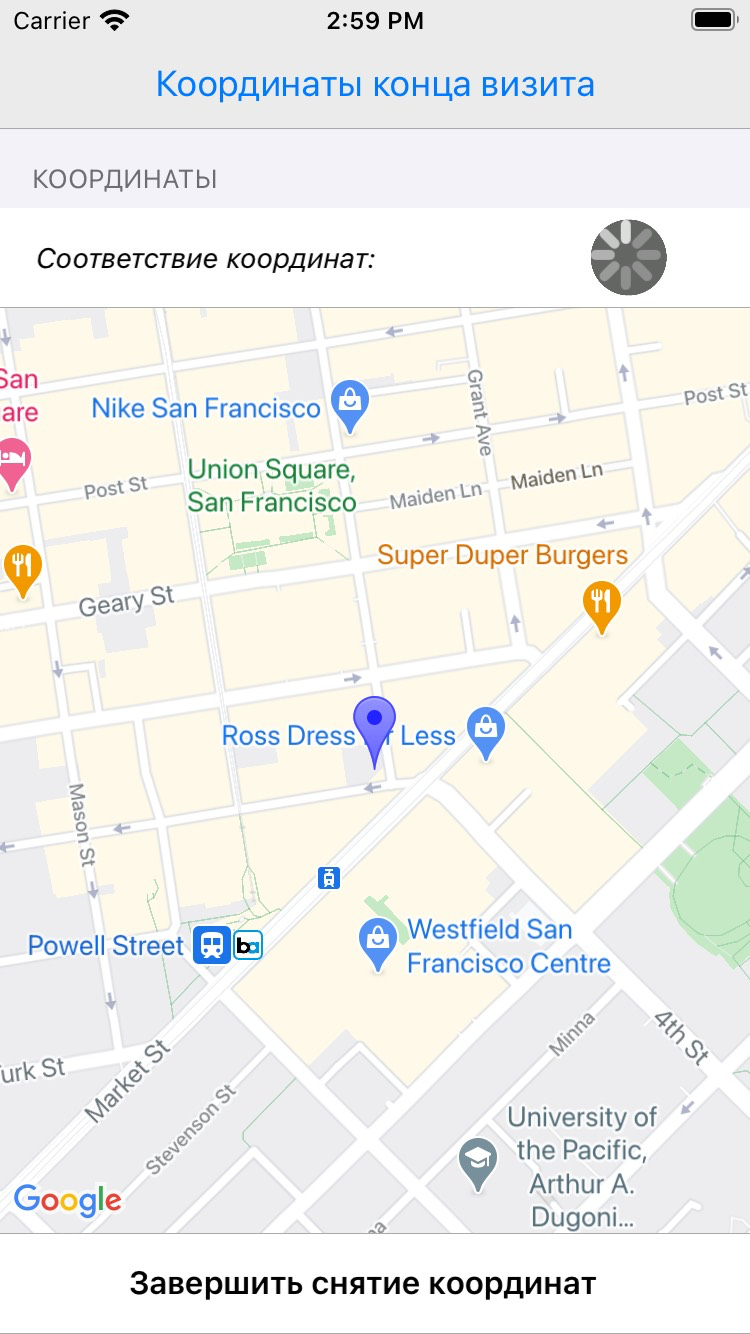 Carrier 2:59 PM
Координаты конца визита
КООРДИНАТЫ
Соответствие координат:
San
are
Nike San Francisco
Grant Ave
Post St
Union Square,
San Francisco
Post St
Maiden Ln
Maiden Ln
Super Duper Burgers
Geary St
Ross Dress Less
Mason St
Powell Street
ba
Westfield San
Francisco Centre
urk St
Market St
Stevenson St
Minna
4th St
University of
the Pacific,
Arthur A.
Dugoni...
Google
Завершить снятие координат